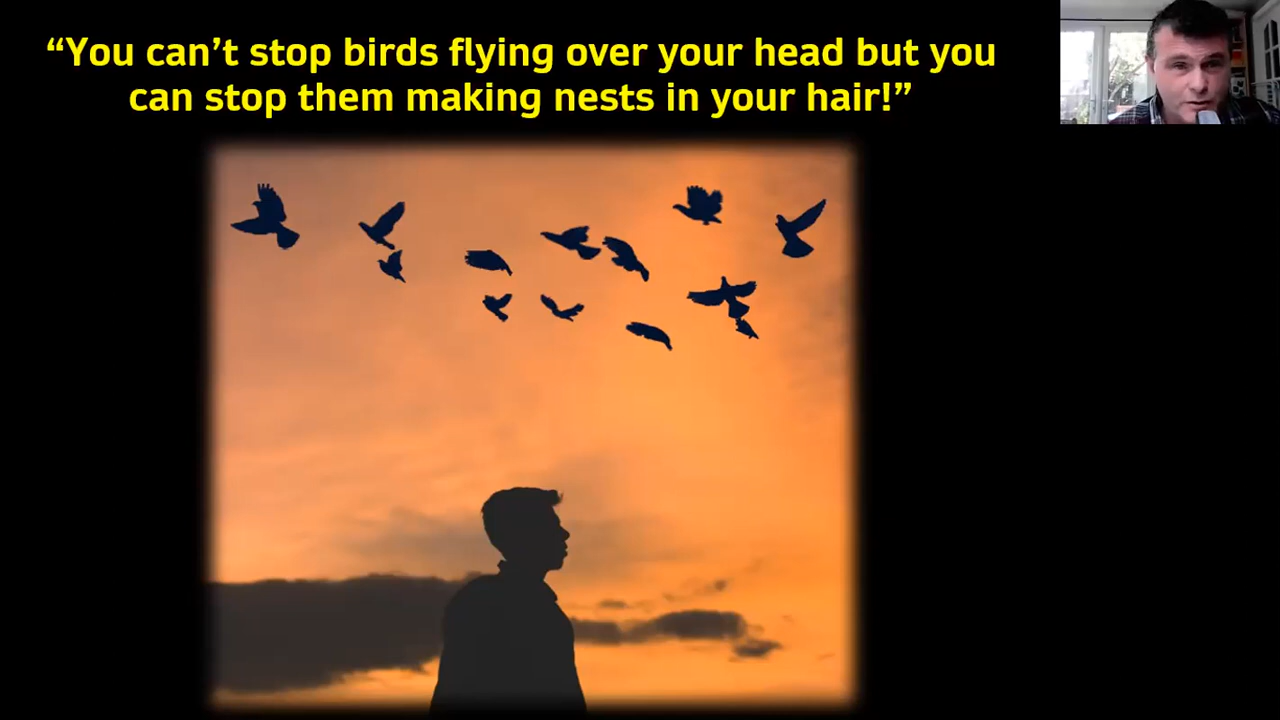 “You can’t stop birds flying over your head but you
can stop them making nests in your hair!”